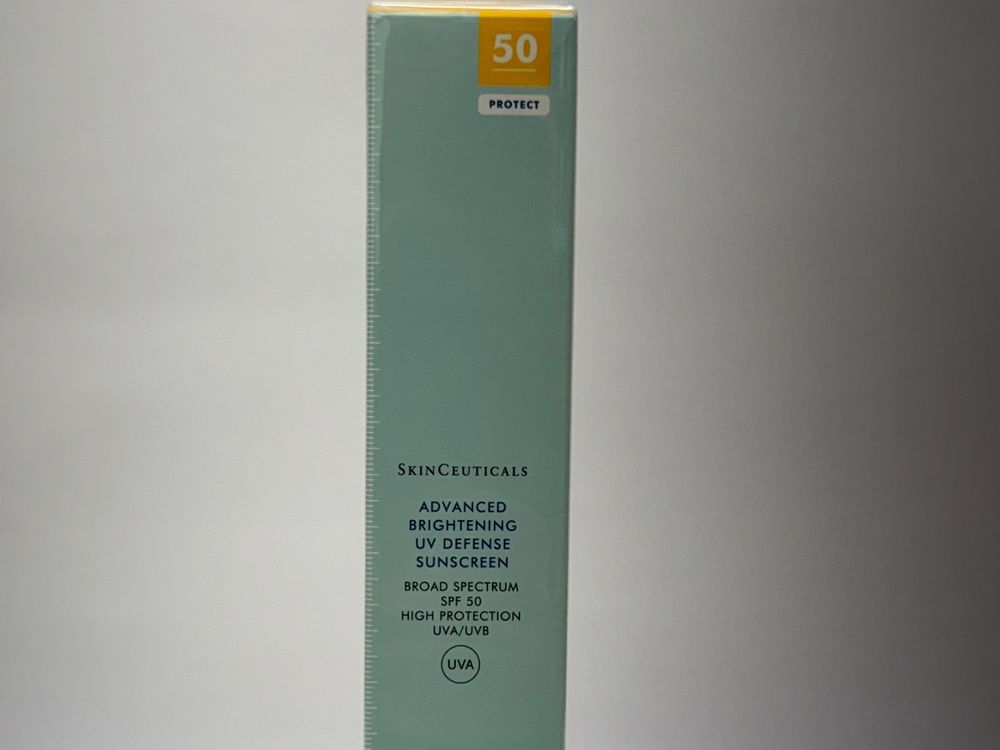 50
PROTECT
SKINCEUTICALS
ADVANCED
BRIGHTENING
UV DEFENSE
SUNSCREEN
BROAD SPECTRUM
SPF 50
HIGH PROTECTION
UVA/UVB
UVA